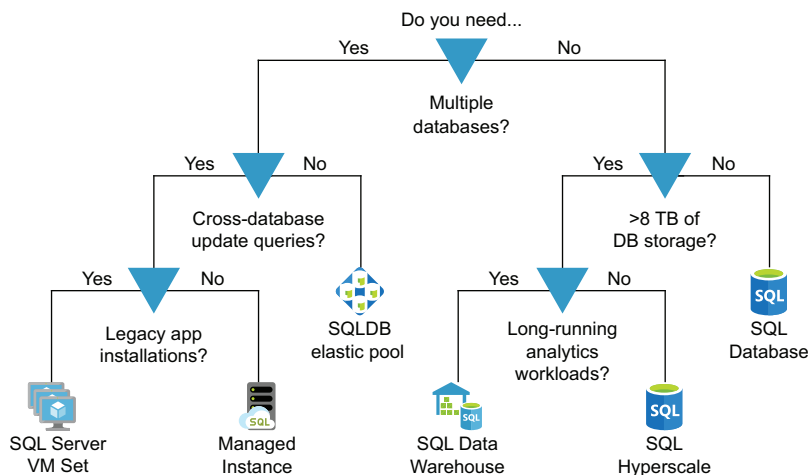 Do you need...
Yes
No
Multiple
databases?
Yes
No
Yes
No
Cross-database
update queries?
>8 TB of
DB storage?
Yes
No
Yes
No
SQL
Legacy app
installations?
SQLDB
elastic pool
Long-running
analytics
workloads?
SQL
Database
SQL
SQL
SQL
SQL Server
VM Set
Managed
Instance
SQL Data
Warehouse
SQL
Hyperscale